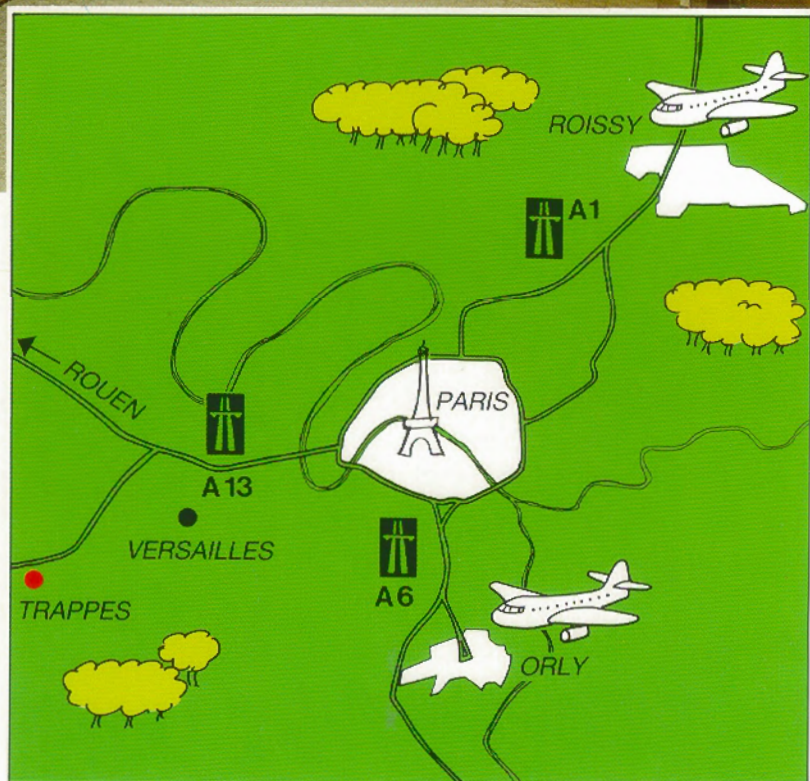 ROISSY
A1
ROUEN
PARIS
A13
VERSAILLES
A6
TRAPPES
ORLY